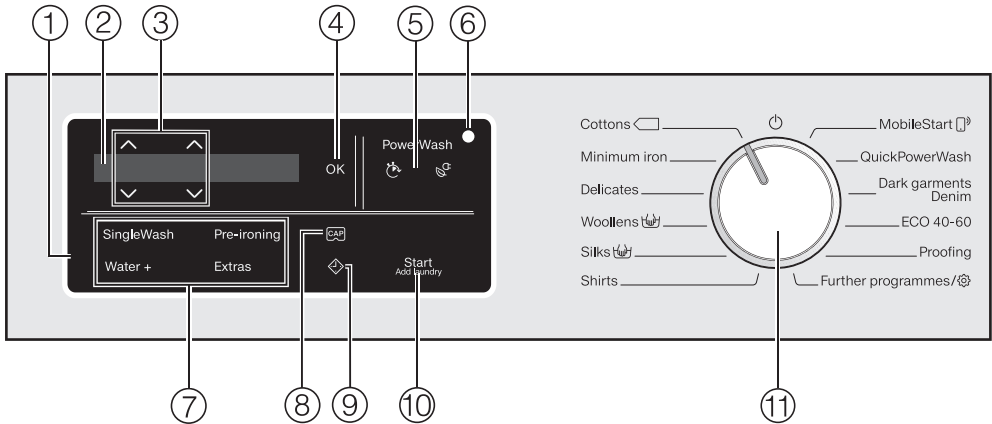 1 2 3 4 5 6
PowerWash
OK
SingleWash Pre-ironing
CAP
Water + Extras
Start
Add laundry
7 8 9 10 11
Cottons
Minimum iron
Delicates
Woollens
Silks
Shirts
MobileStart
QuickPowerWash
Dark garments
Denim
ECO 40-60
Proofing
Further programmes/